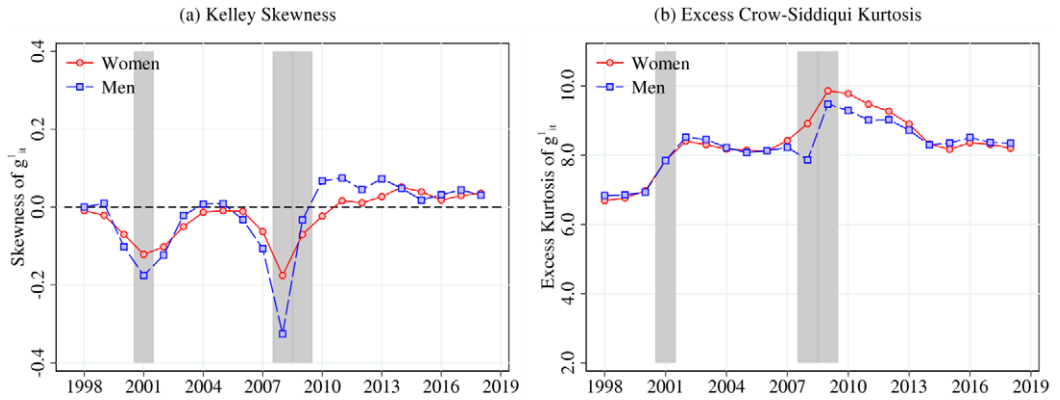 (a) Kelley Skewness
Skewness of g¹ᵢₜ
0.4
0.2
0.0
-0.2
-0.4
Women
Men
1998 2001 2004 2007 2010 2013 2016 2019
(b) Excess Crow-Siddiqui Kurtosis
Excess Kurtosis of g¹ᵢₜ
10.0
8.0
6.0
4.0
2.0
Women
Men
1998 2001 2004 2007 2010 2013 2016 2019